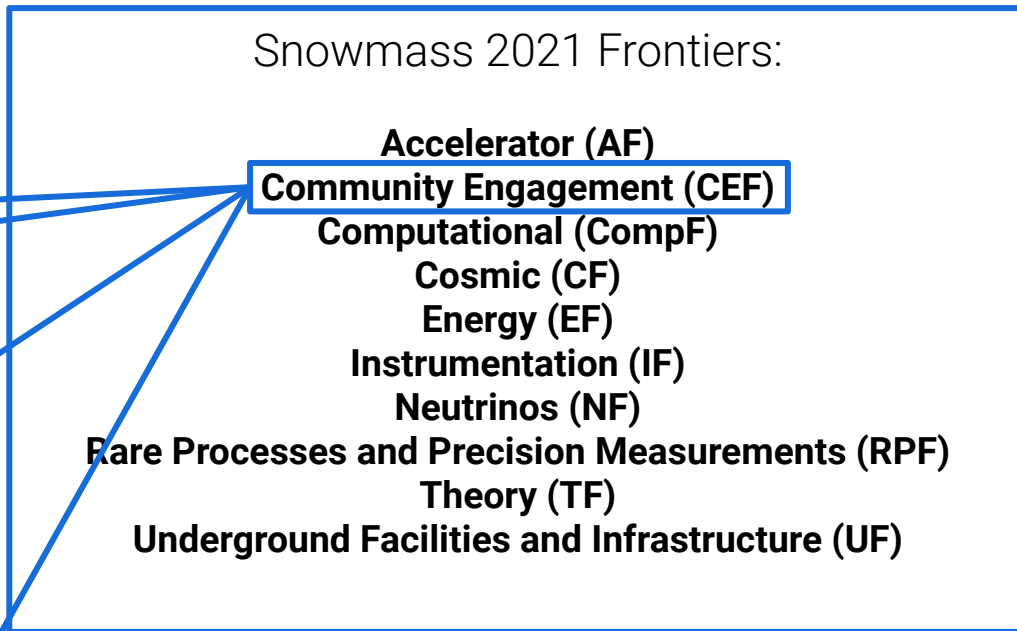 Snowmass 2021 Frontiers:
Accelerator (AF)
Community Engagement (CEF)
Computational (CompF)
Cosmic (CF)
Energy (EF)
Instrumentation (IF)
Neutrinos (NF)
Rare Processes and Precision Measurements (RPF)
Theory (TF)
Underground Facilities and Infrastructure (UF)